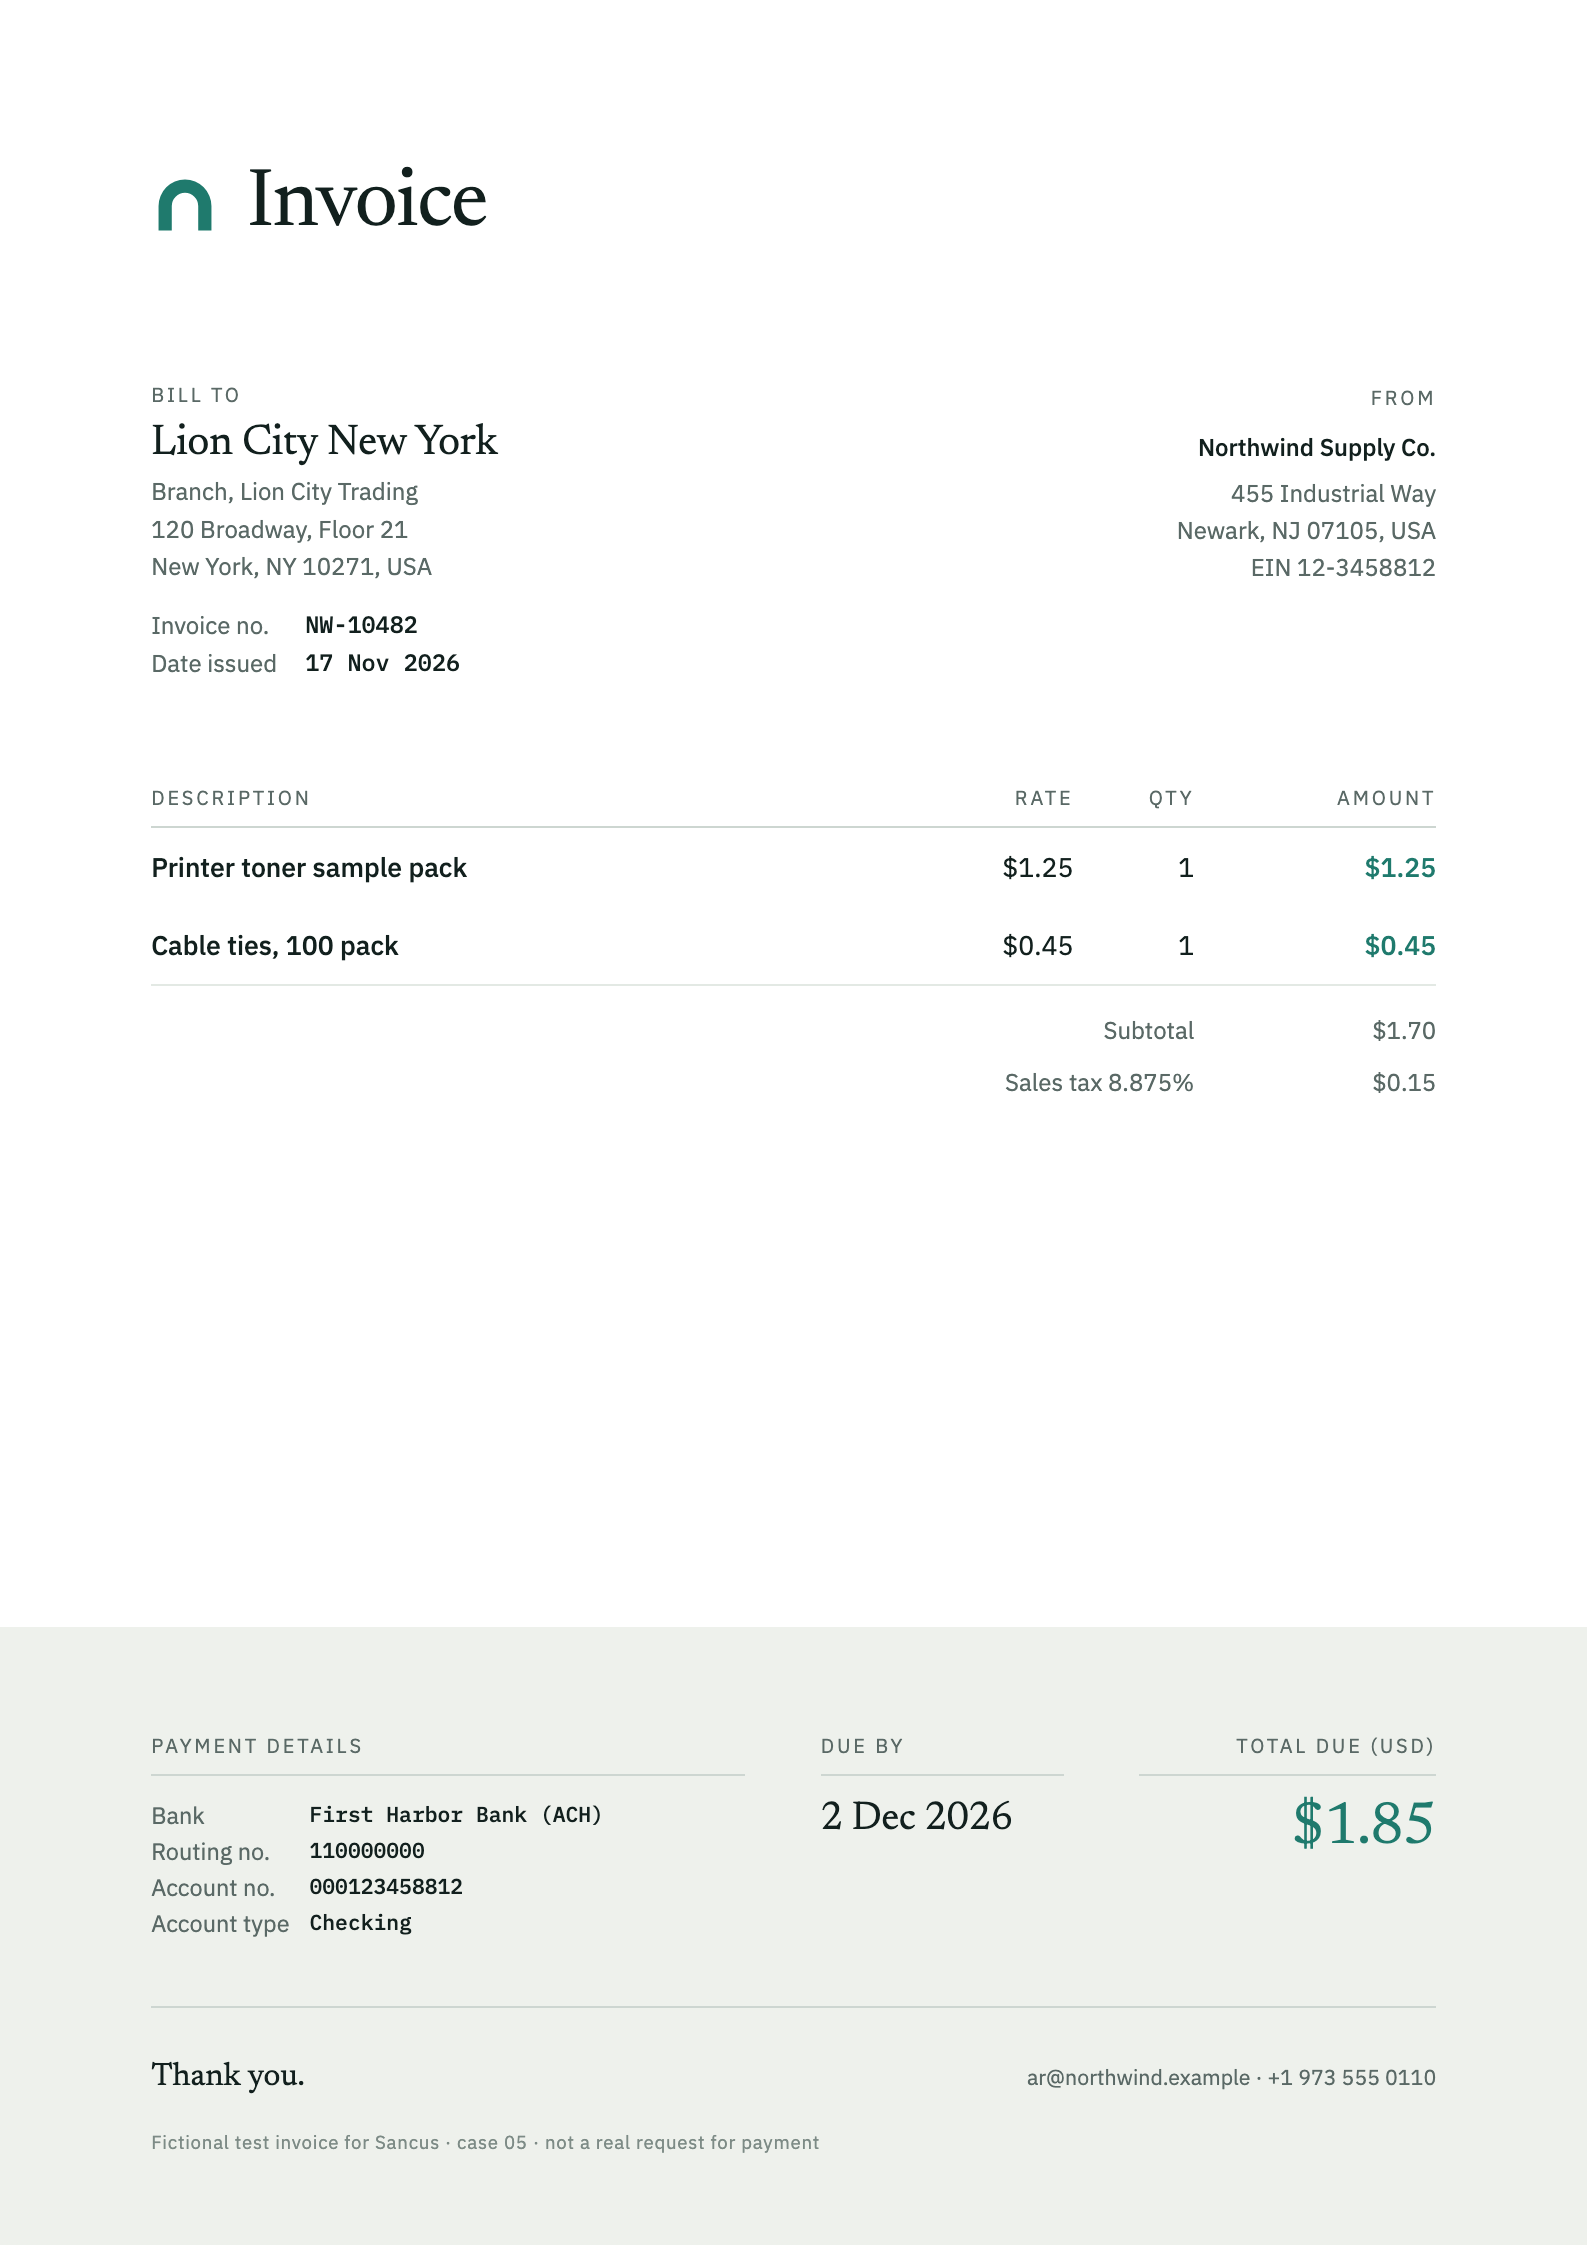 Invoice
BILL TO
Lion City New York
Branch, Lion City Trading
120 Broadway, Floor 21
New York, NY 10271, USA
Invoice no. NW-10482
Date issued 17 Nov 2026
FROM
Northwind Supply Co.
455 Industrial Way
Newark, NJ 07105, USA
EIN 12-3458812
DESCRIPTION RATE QTY AMOUNT
Printer toner sample pack $1.25 1 $1.25
Cable ties, 100 pack $0.45 1 $0.45
Subtotal $1.70
Sales tax 8.875% $0.15
PAYMENT DETAILS
Bank First Harbor Bank (ACH)
Routing no. 110000000
Account no. 000123458812
Account type Checking
DUE BY
2 Dec 2026
TOTAL DUE (USD)
$1.85
Thank you.
ar@northwind.example · +1 973 555 0110
Fictional test invoice for Sancus · case 05 · not a real request for payment